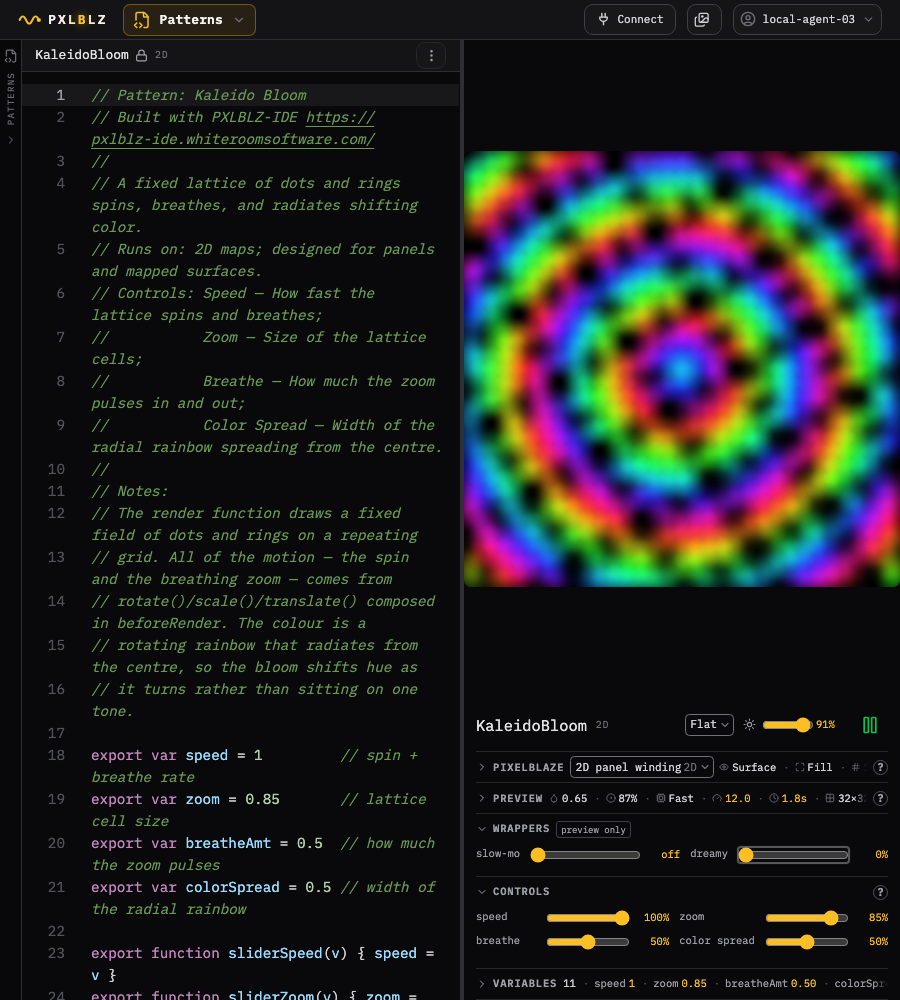 PXLBLZ
Patterns
Connect
local-agent-03
PATTERNS
KaleidoBloom 2D
1 // Pattern: Kaleido Bloom
2 // Built with PXLBLZ-IDE https://
pxlblz-ide.whiteroomsoftware.com/
3 //
4 // A fixed lattice of dots and rings
spins, breathes, and radiates shifting
color.
5 // Runs on: 2D maps; designed for panels
and mapped surfaces.
6 // Controls: Speed — How fast the
lattice spins and breathes;
7 // Zoom — Size of the lattice
cells;
8 // Breathe — How much the zoom
pulses in and out;
9 // Color Spread — Width of the
radial rainbow spreading from the centre.
10 //
11 // Notes:
12 // The render function draws a fixed
field of dots and rings on a repeating
13 // grid. All of the motion — the spin
and the breathing zoom — comes from
14 // rotate()/scale()/translate() composed
in beforeRender. The colour is a
15 // rotating rainbow that radiates from
the centre, so the bloom shifts hue as
16 // it turns rather than sitting on one
tone.
17
18 export var speed = 1 // spin +
breathe rate
19 export var zoom = 0.85 // lattice
cell size
20 export var breatheAmt = 0.5 // how much
the zoom pulses
21 export var colorSpread = 0.5 // width of
the radial rainbow
22
23 export function sliderSpeed(v) { speed =
v }
24 export function sliderZoom(v) { zoom =
KaleidoBloom 2D Flat 91%
PIXELBLAZE 2D panel winding 2D · Surface · Fill · # ?
PREVIEW 0.65 · 87% · Fast · 12.0 · 1.8s · 32×3 ?
WRAPPERS preview only
slow-mo off dreamy 0%
CONTROLS ?
speed 100% zoom 85%
breathe 50% color spread 50%
VARIABLES 11 · speed 1 · zoom 0.85 · breatheAmt 0.50 · colorSpr